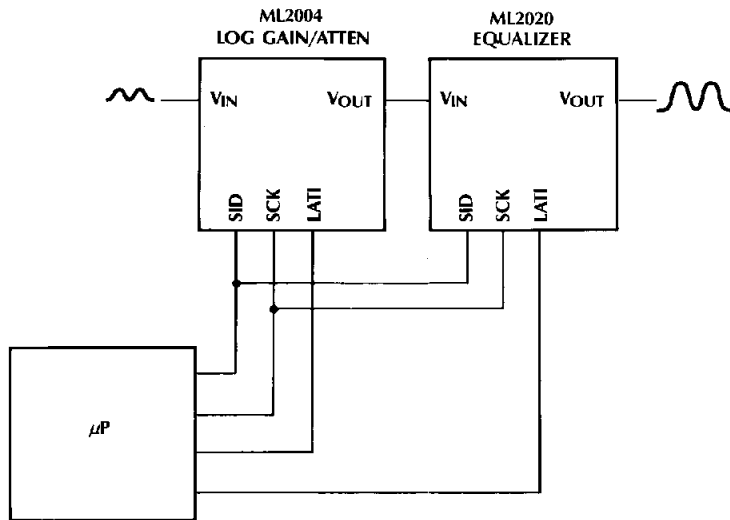 ML2004
LOG GAIN/ATTEN
ML2020
EQUALIZER
VIN
VOUT
VIN
VOUT
SID
SCK
LATI
SID
SCK
LATI
μP